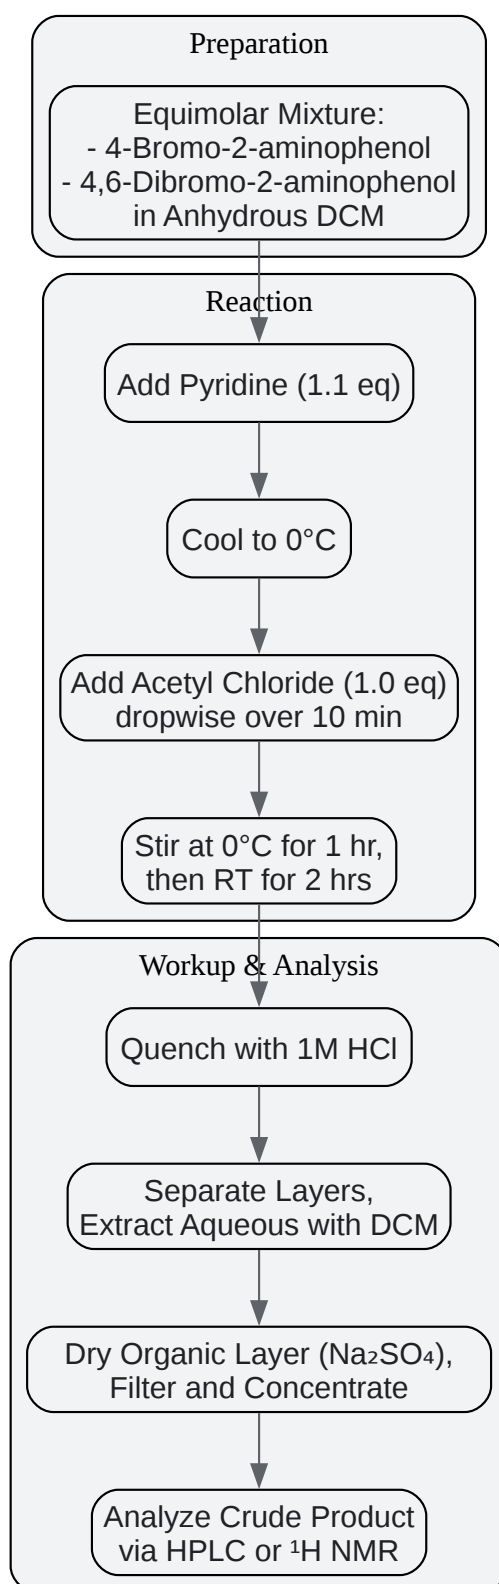 Preparation
Equimolar Mixture:
- 4-Bromo-2-aminophenol
- 4,6-Dibromo-2-aminophenol
in Anhydrous DCM
Reaction
Add Pyridine (1.1 eq)
Cool to 0°C
Add Acetyl Chloride (1.0 eq)
dropwise over 10 min
Stir at 0°C for 1 hr,
then RT for 2 hrs
Workup & Analysis
Quench with 1M HCl
Separate Layers,
Extract Aqueous with DCM
Dry Organic Layer (Na₂SO₄),
Filter and Concentrate
Analyze Crude Product
via HPLC or ¹H NMR